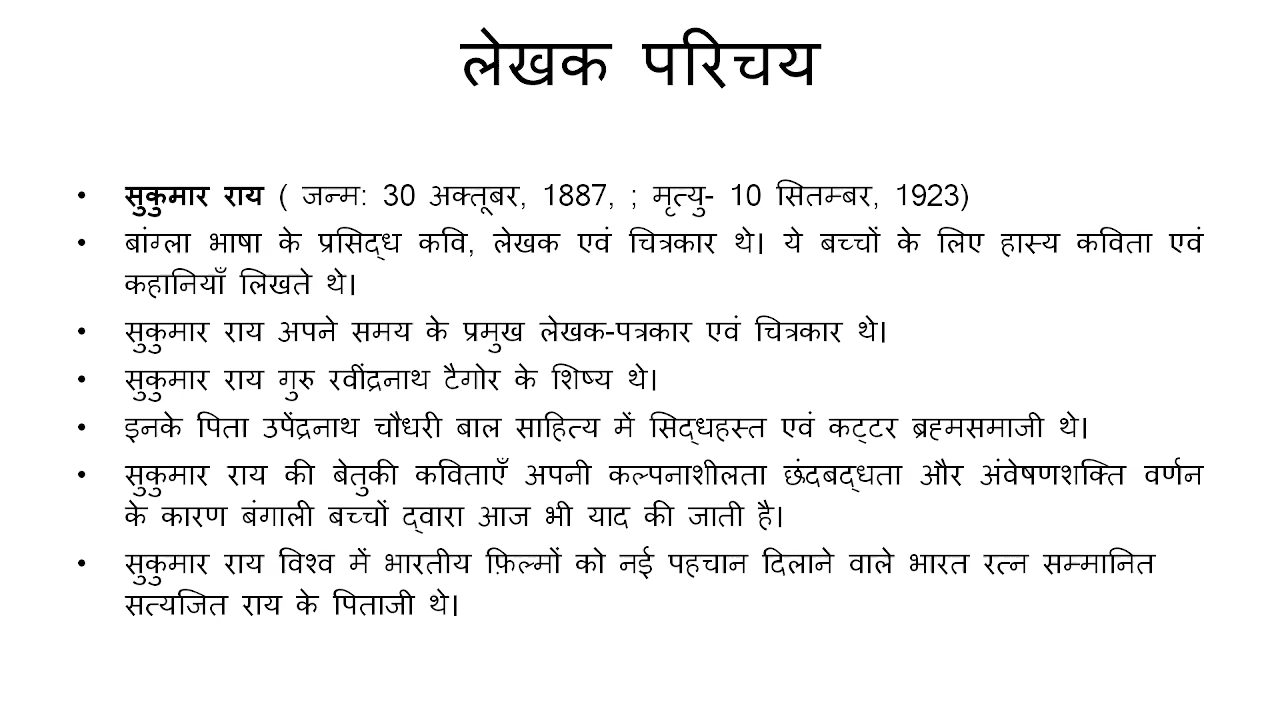 लेखक परिचय
• सुकुमार राय ( जन्म: 30 अक्तूबर, 1887, ; मृत्यु- 10 सितम्बर, 1923)
• बांग्ला भाषा के प्रसिद्ध कवि, लेखक एवं चित्रकार थे। ये बच्चों के लिए हास्य कविता एवं
कहानियाँ लिखते थे।
• सुकुमार राय अपने समय के प्रमुख लेखक-पत्रकार एवं चित्रकार थे।
• सुकुमार राय गुरु रवींद्रनाथ टैगोर के शिष्य थे।
• इनके पिता उपेंद्रनाथ चौधरी बाल साहित्य में सिद्धहस्त एवं कट्टर ब्रह्मसमाजी थे।
• सुकुमार राय की बेतुकी कविताएँ अपनी कल्पनाशीलता छंदबद्धता और अंवेषणशक्ति वर्णन
के कारण बंगाली बच्चों द्वारा आज भी याद की जाती है।
• सुकुमार राय विश्व में भारतीय फ़िल्मों को नई पहचान दिलाने वाले भारत रत्न सम्मानित
सत्यजित राय के पिताजी थे।